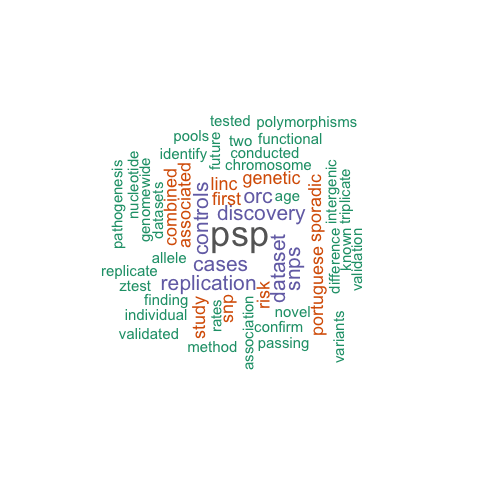 tested
polymorphisms
pools
future
two
functional
identify
conducted
chromosome
pathogenesis
nucleotide
genomewide
datasets
combined
associated
linc
genetic
first
orc
age
controls
discovery
psp
portuguese
sporadic
intergenic
triplicate
known
difference
validation
allele
cases
dataset
snps
replicate
ztest
replication
risk
finding
individual
study
rates
snp
novel
confirm
validated
method
association
passing
variants